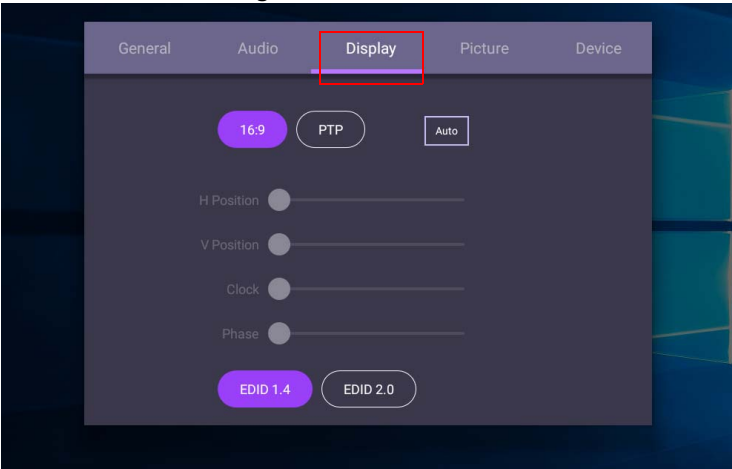 General Audio Display Picture Device
16:9 PTP Auto
H Position
V Position
Clock
Phase
EDID 1.4 EDID 2.0